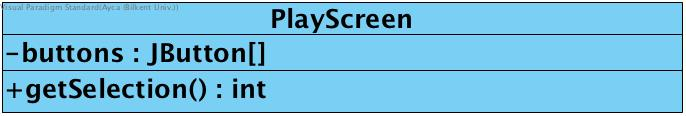 Visual Paradigm Standard(Ayca (Bilkent Univ.))
PlayScreen
-buttons : JButton[]
+getSelection() : int